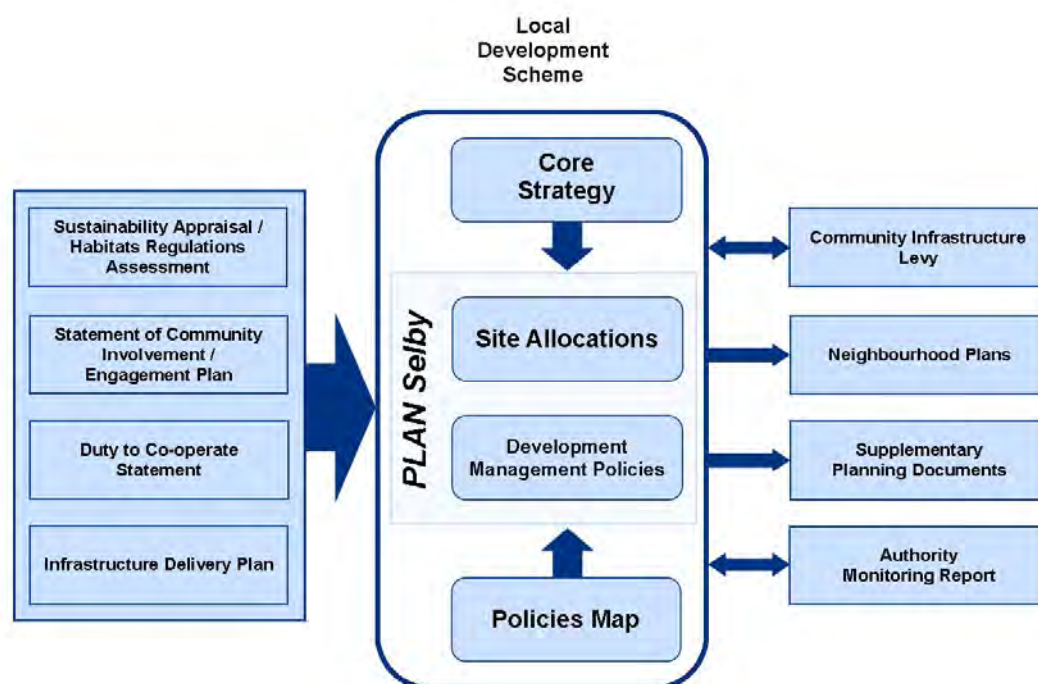 Local
Development
Scheme
Core
Strategy
Sustainability Appraisal /
Habitats Regulations
Assessment
Statement of Community
Involvement /
Engagement Plan
Duty to Co-operate
Statement
Infrastructure Delivery Plan
PLAN Selby
Site Allocations
Development
Management Policies
Policies Map
Community Infrastructure
Levy
Neighbourhood Plans
Supplementary
Planning Documents
Authority
Monitoring Report